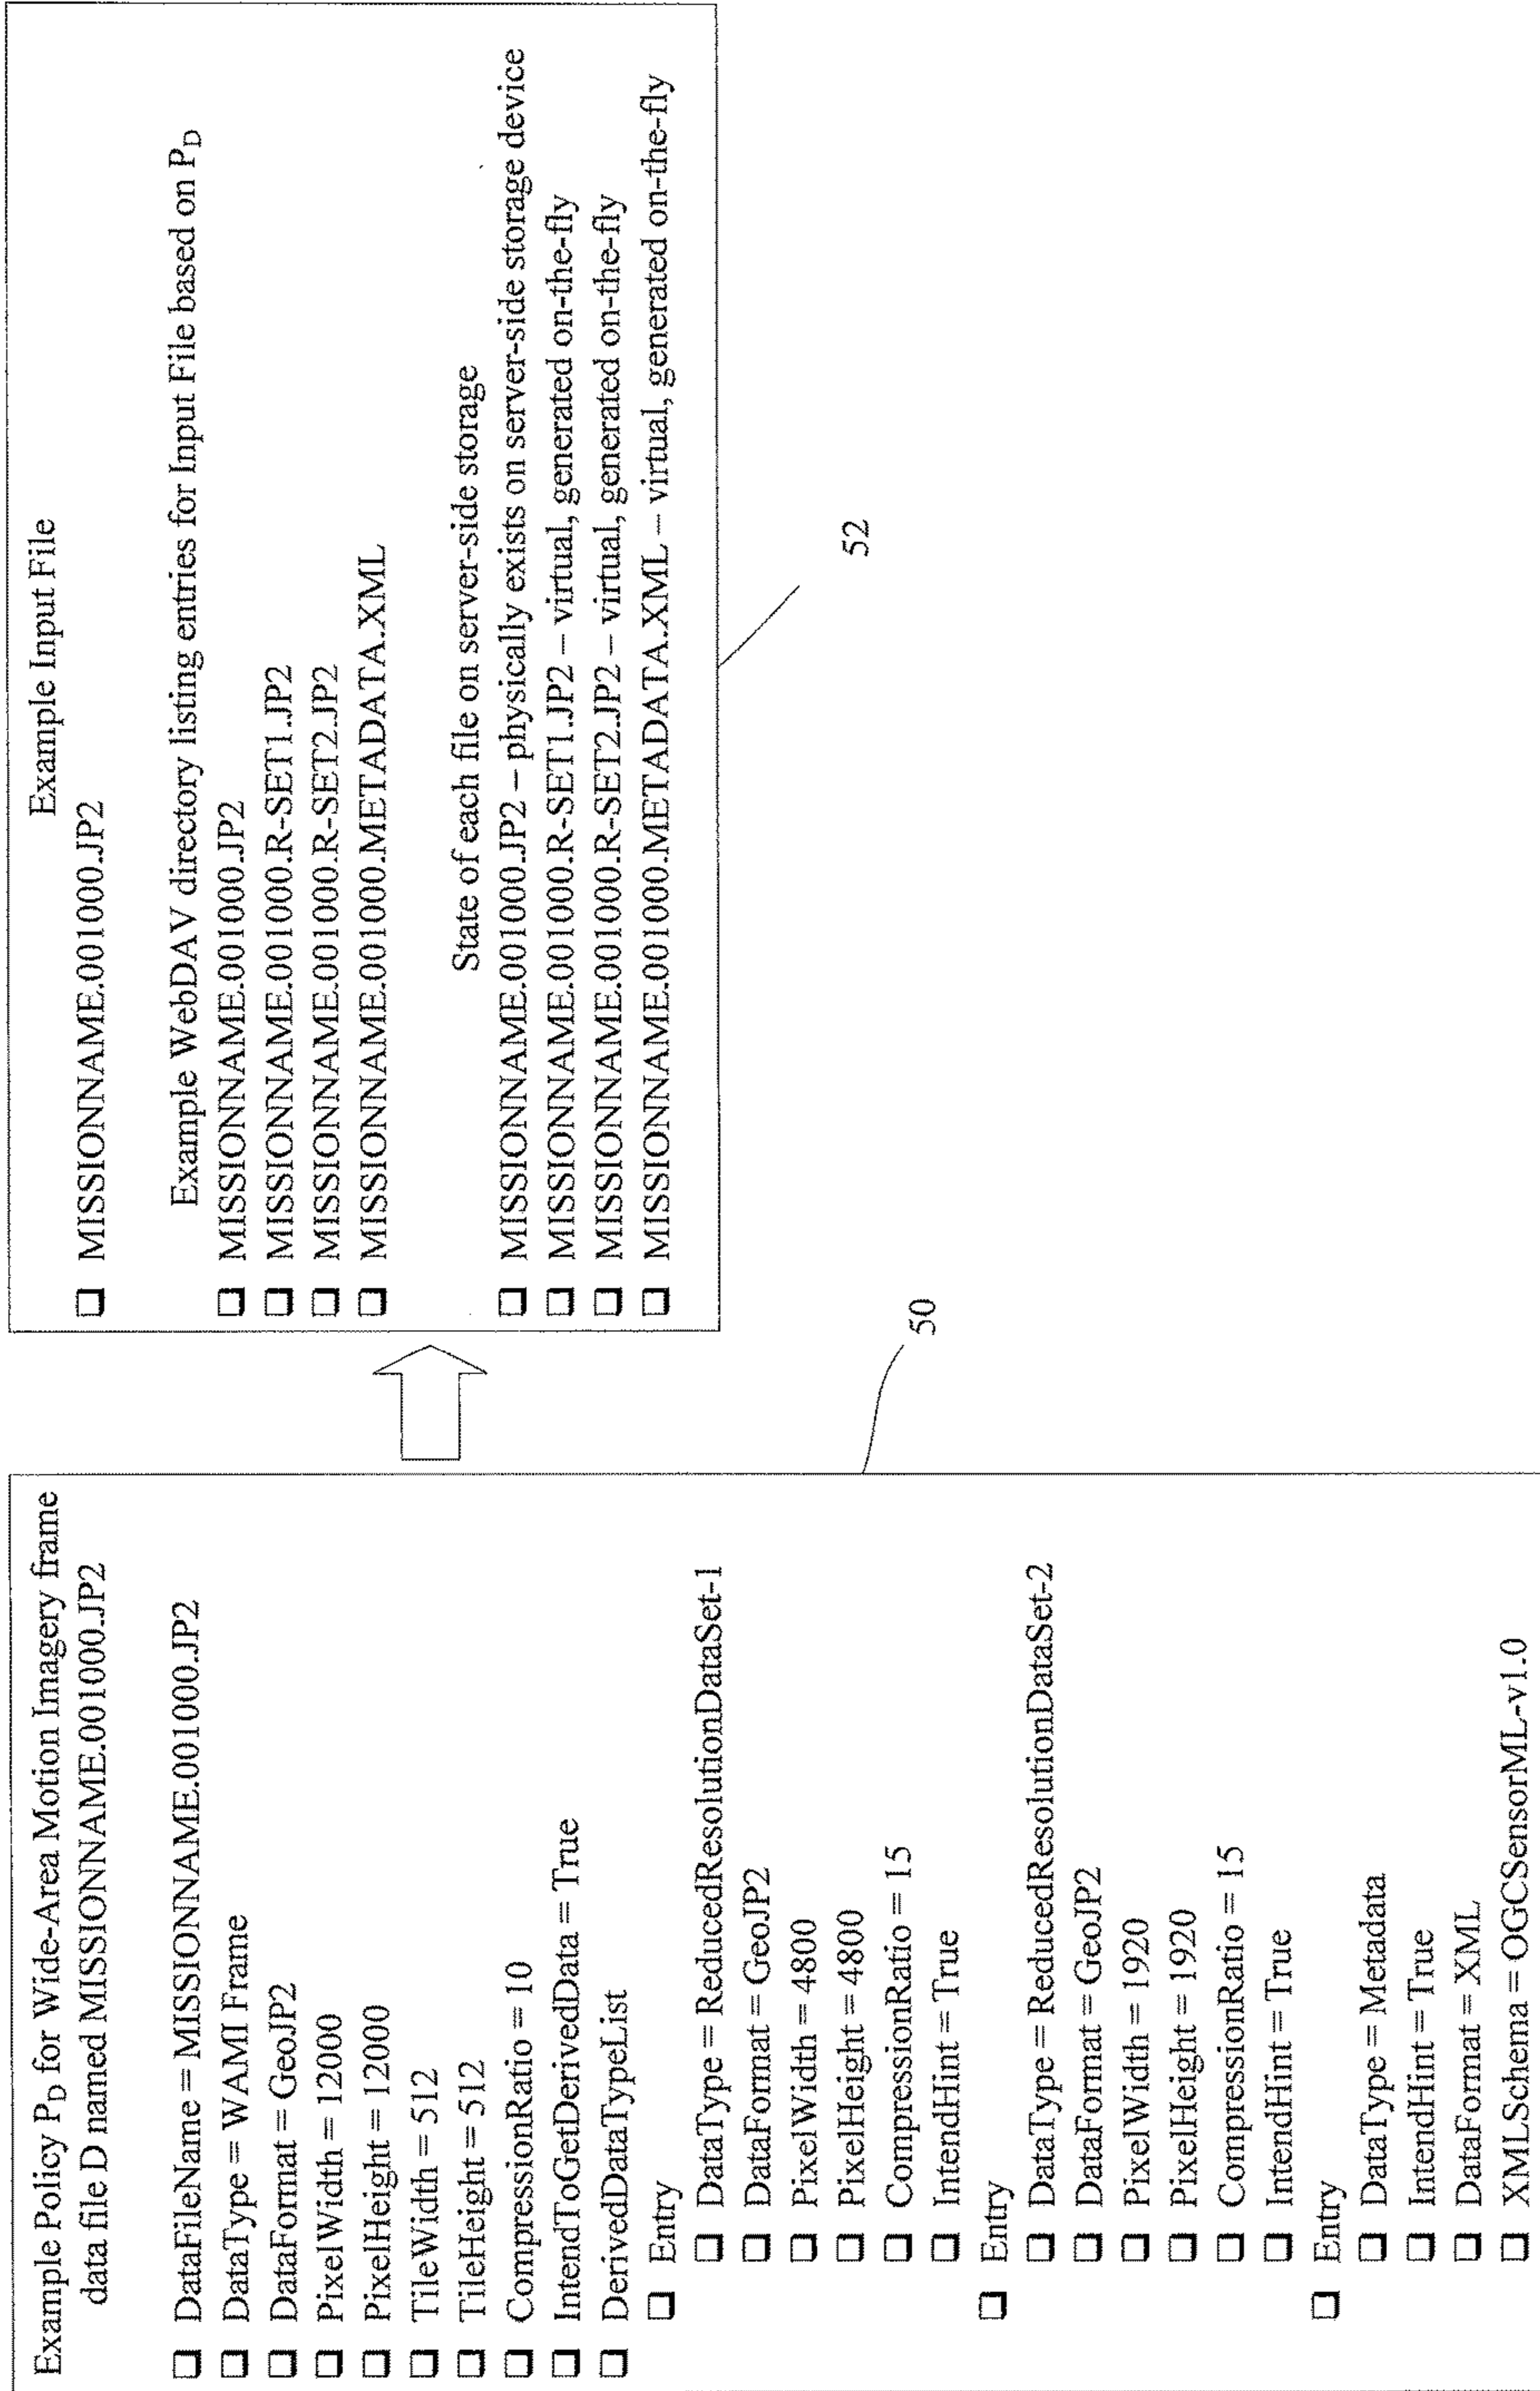 Example Policy PD for Wide-Area Motion Imagery frame
data file D named MISSIONNAME.001000.JP2
❑ DataFileName = MISSIONNAME.001000.JP2
❑ DataType = WAMI Frame
❑ DataFormat = GeoJP2
❑ PixelWidth = 12000
❑ PixelHeight = 12000
❑ TileWidth = 512
❑ TileHeight = 512
❑ CompressionRatio = 10
❑ IntendToGetDerivedData = True
❑ DerivedDataTypeList
❑ Entry
❑ DataType = ReducedResolutionDataSet-1
❑ DataFormat = GeoJP2
❑ PixelWidth = 4800
❑ PixelHeight = 4800
❑ CompressionRatio = 15
❑ IntendHint = True
❑ Entry
❑ DataType = ReducedResolutionDataSet-2
❑ DataFormat = GeoJP2
❑ PixelWidth = 1920
❑ PixelHeight = 1920
❑ CompressionRatio = 15
❑ IntendHint = True
❑ Entry
❑ DataType = Metadata
❑ IntendHint = True
❑ DataFormat = XML
❑ XMLSchema = OGCSensorML-v1.0
50
Example Input File
❑ MISSIONNAME.001000.JP2
Example WebDAV directory listing entries for Input File based on PD
❑ MISSIONNAME.001000.JP2
❑ MISSIONNAME.001000.R-SET1.JP2
❑ MISSIONNAME.001000.R-SET2.JP2
❑ MISSIONNAME.001000.METADATA.XML
State of each file on server-side storage
❑ MISSIONNAME.001000.JP2 – physically exists on server-side storage device
❑ MISSIONNAME.001000.R-SET1.JP2 – virtual, generated on-the-fly
❑ MISSIONNAME.001000.R-SET2.JP2 – virtual, generated on-the-fly
❑ MISSIONNAME.001000.METADATA.XML – virtual, generated on-the-fly
52